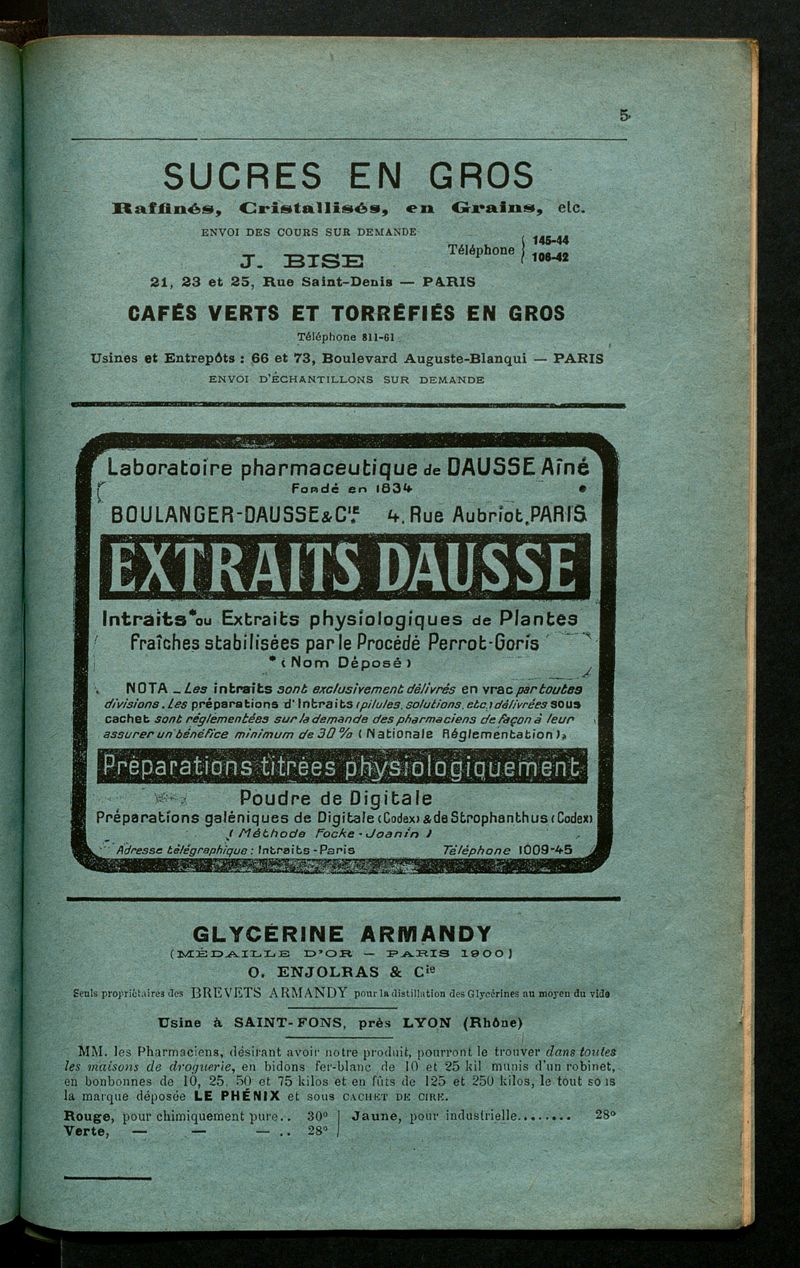 5
SUCRES EN GROS
Raffinés, Cristallisés, en Grains, etc.
ENVOI DES COURS SUR DEMANDE
J. BISE Téléphone { 145-44
106-42
21, 23 et 25, Rue Saint-Denis — PARIS
CAFÉS VERTS ET TORRÉFIÉS EN GROS
Téléphone 811-61
Usines et Entrepôts : 66 et 73, Boulevard Auguste-Blanqui — PARIS
ENVOI D'ÉCHANTILLONS SUR DEMANDE
Laboratoire pharmaceutique de DAUSSE Aîné
Fondé en 1834
BOULANGER-DAUSSE & Cie 4, Rue Aubriot, PARIS
EXTRAITS DAUSSE
Intraits* ou Extraits physiologiques de Plantes
fraîches stabilisées par le Procédé Perrot-Goris
* (Nom Déposé)
NOTA _ Les intraits sont exclusivement délivrés en vrac par toutes
divisions. Les préparations d'Intraits (pilules, solutions, etc.) délivrées sous
cachet sont réglementées sur la demande des pharmaciens de façon à leur
assurer un bénéfice minimum de 30 % (Nationale Réglementation).
Préparations titrées physiologiquement
Poudre de Digitale
Préparations galéniques de Digitale (Codex) & de Strophanthus (Codex)
( Méthode Focke - Joanin )
Adresse télégraphique : Intraits - Paris Téléphone 1009-45
GLYCÉRINE ARMANDY
(MÉDAILLE D'OR — PARIS 1900)
O. ENJOLRAS & Cie
Seuls propriétaires des BREVETS ARMANDY pour la distillation des Glycérines au moyen du vide
Usine à SAINT-FONS, près LYON (Rhône)
MM. les Pharmaciens, désirant avoir notre produit, pourront le trouver dans toutes
les maisons de droguerie, en bidons fer-blanc de 10 et 25 kil munis d'un robinet,
en bonbonnes de 10, 25, 50 et 75 kilos et en fûts de 125 et 250 kilos, le tout sous
la marque déposée LE PHÉNIX et sous CACHET DE CIRE.
Rouge, pour chimiquement pure.. 30° | Jaune, pour industrielle........ 28°
Verte, — — — .. 28° |